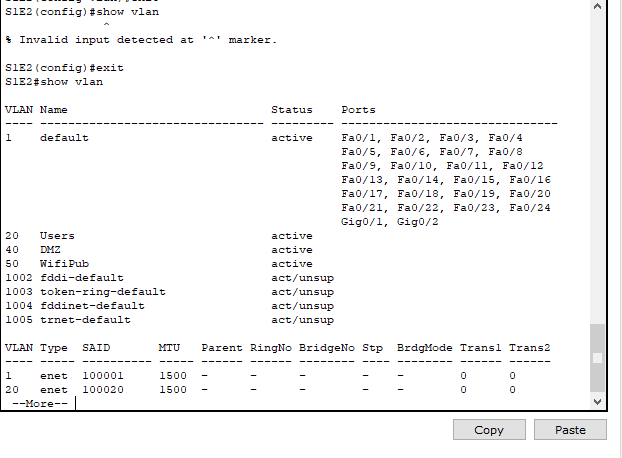 S1E2(config)#show vlan
^
% Invalid input detected at '^' marker.
S1E2(config)#exit
S1E2#show vlan
VLAN Name Status Ports
---- -------------------------------- --------- -------------------------------
1 default active Fa0/1, Fa0/2, Fa0/3, Fa0/4
Fa0/5, Fa0/6, Fa0/7, Fa0/8
Fa0/9, Fa0/10, Fa0/11, Fa0/12
Fa0/13, Fa0/14, Fa0/15, Fa0/16
Fa0/17, Fa0/18, Fa0/19, Fa0/20
Fa0/21, Fa0/22, Fa0/23, Fa0/24
Gig0/1, Gig0/2
20 Users active
40 DMZ active
50 WifiPub active
1002 fddi-default act/unsup
1003 token-ring-default act/unsup
1004 fddinet-default act/unsup
1005 trnet-default act/unsup
VLAN Type SAID MTU Parent RingNo BridgeNo Stp BrdgMode Trans1 Trans2
---- ----- ---------- ----- ------ ------ -------- ---- -------- ------ ------
1 enet 100001 1500 - - - - - 0 0
20 enet 100020 1500 - - - - - 0 0
--More--
Copy Paste